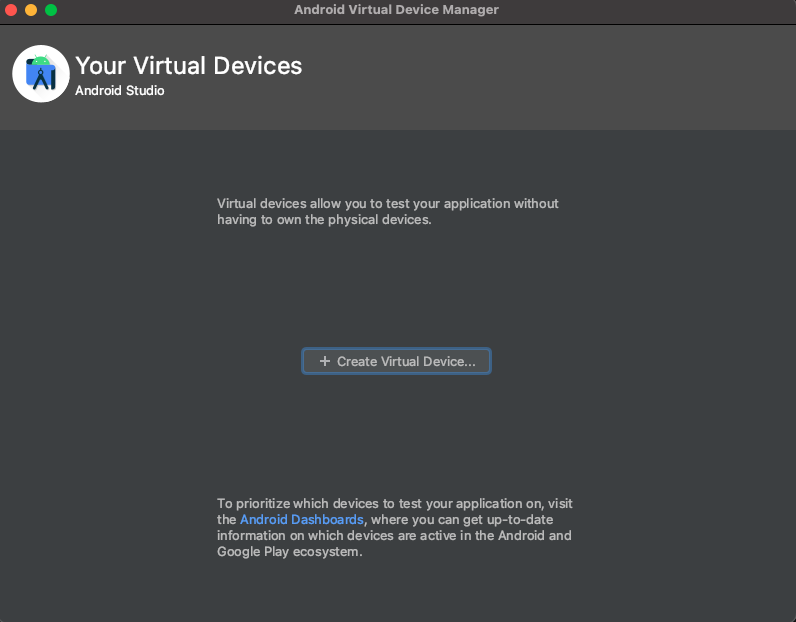 Android Virtual Device Manager
Your Virtual Devices
Android Studio
Virtual devices allow you to test your application without
having to own the physical devices.
+ Create Virtual Device...
To prioritize which devices to test your application on, visit
the Android Dashboards, where you can get up-to-date
information on which devices are active in the Android and
Google Play ecosystem.